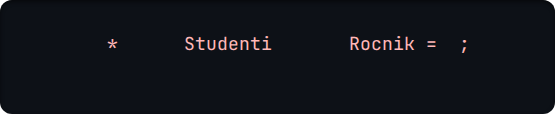 * Studenti Rocnik = ;